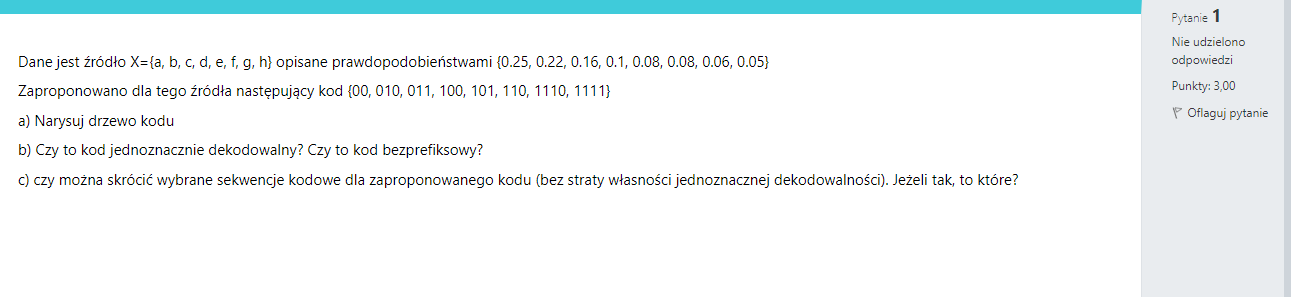 Pytanie 1
Nie udzielono
odpowiedzi
Punkty: 3,00
Oflaguj pytanie
Dane jest źródło X={a, b, c, d, e, f, g, h} opisane prawdopodobieństwami {0.25, 0.22, 0.16, 0.1, 0.08, 0.08, 0.06, 0.05}
Zaproponowano dla tego źródła następujący kod {00, 010, 011, 100, 101, 110, 1110, 1111}
a) Narysuj drzewo kodu
b) Czy to kod jednoznacznie dekodowalny? Czy to kod bezprefiksowy?
c) czy można skrócić wybrane sekwencje kodowe dla zaproponowanego kodu (bez straty własności jednoznacznej dekodowalności). Jeżeli tak, to które?